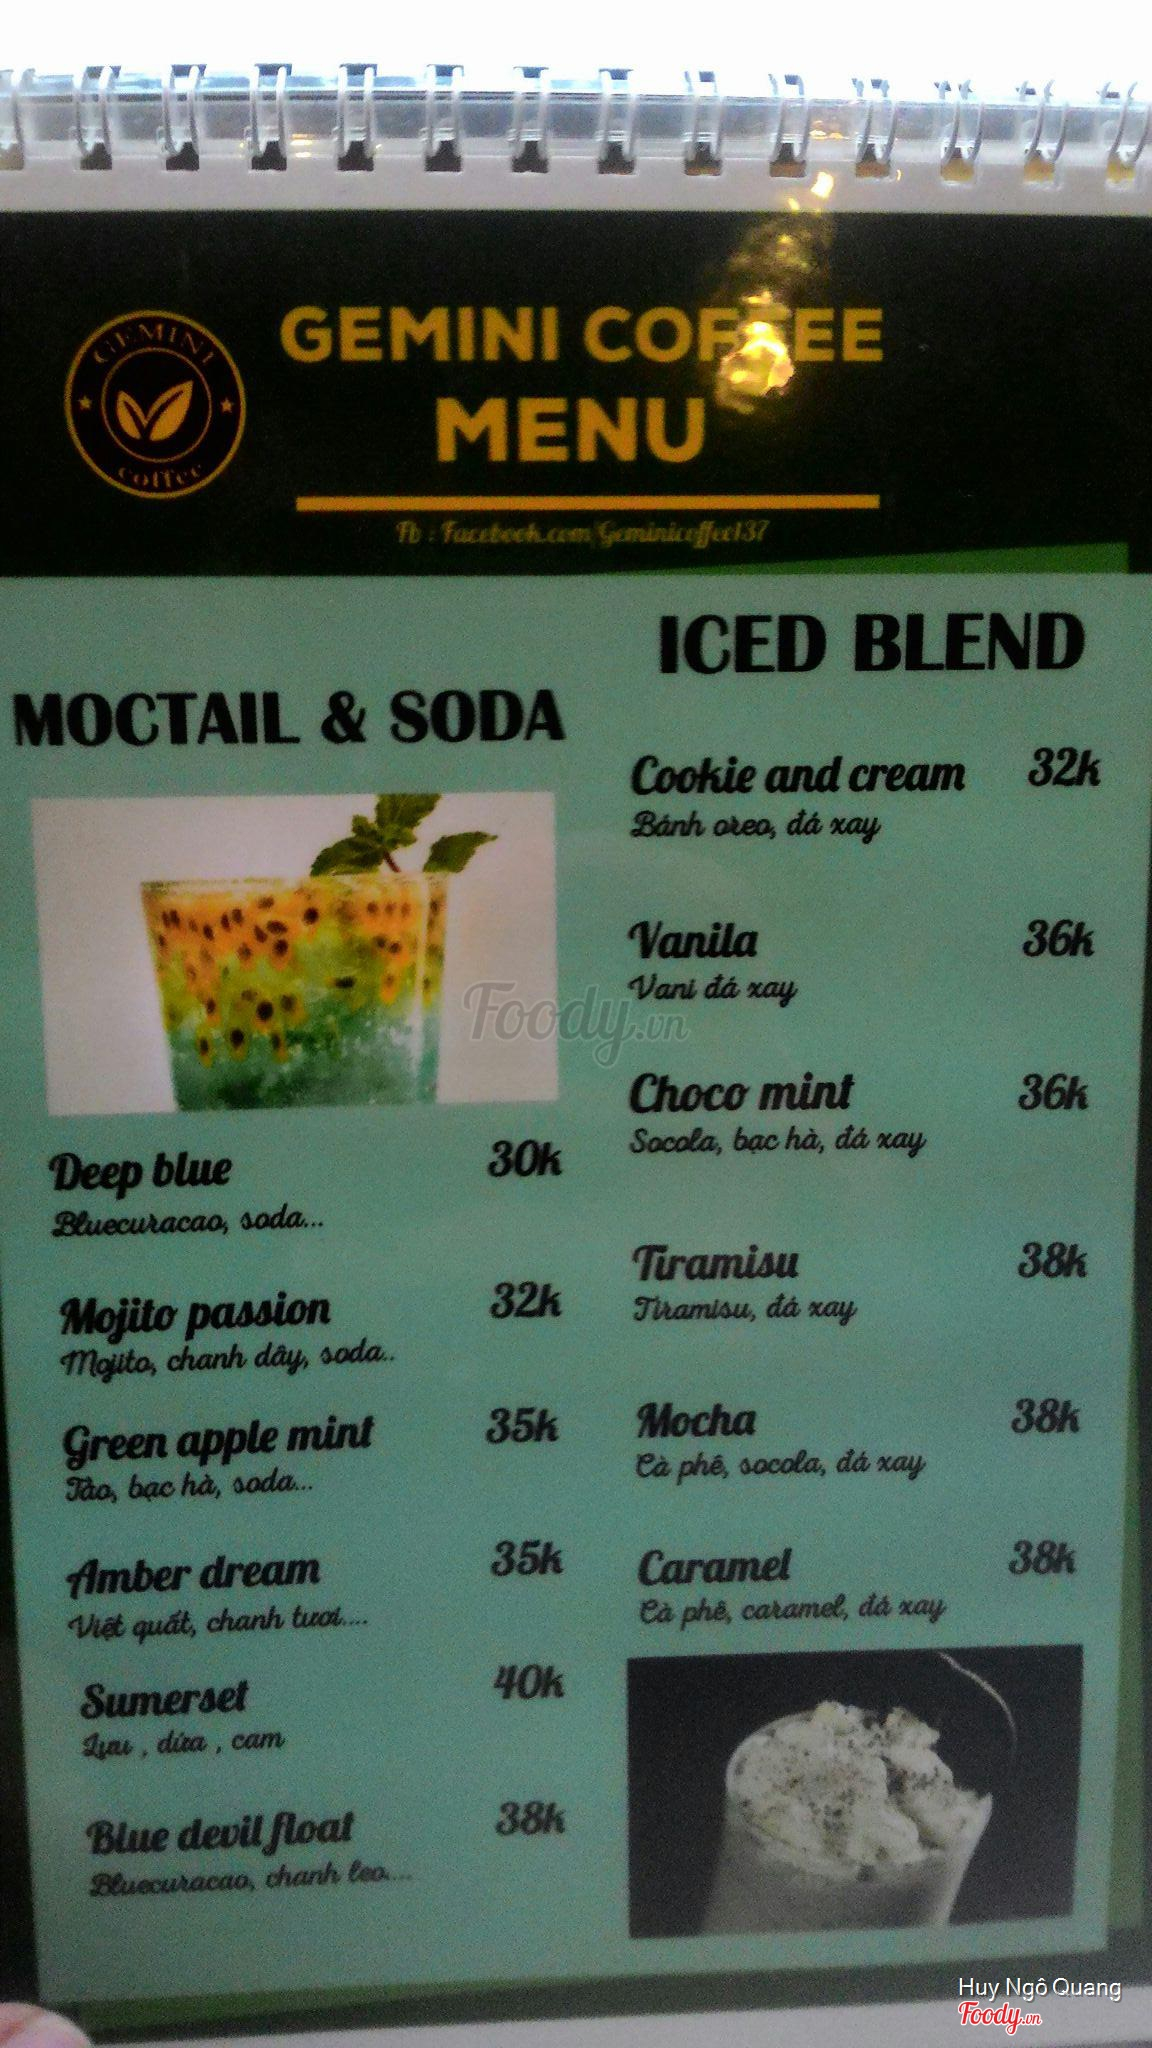 GEMINI
coffee
GEMINI COFFEE
MENU
Fb : Facebook.com/Geminicoffee137
MOCTAIL & SODA
Deep blue 30k
Bluecuracao, soda...
Mojito passion 32k
Mojito, chanh dây, soda..
Green apple mint 35k
Táo, bạc hà, soda...
Amber dream 35k
Việt quất, chanh tươi....
Sumerset 40k
Lựu , dứa , cam
Blue devil float 38k
Bluecuracao, chanh leo....
ICED BLEND
Cookie and cream 32k
Bánh oreo, đá xay
Vanila 36k
Vani đá xay
Choco mint 36k
Socola, bạc hà, đá xay
Tiramisu 38k
Tiramisu, đá xay
Mocha 38k
Cà phê, socola, đá xay
Caramel 38k
Cà phê, caramel, đá xay
Foody.vn
Huy Ngô Quang
Foody.vn